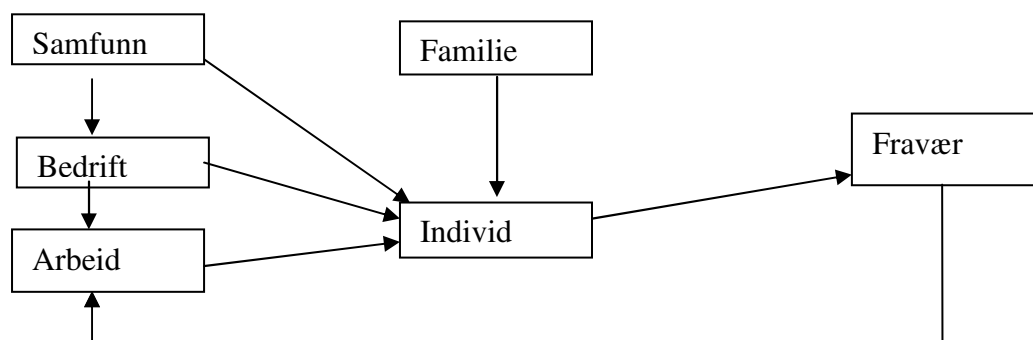 Samfunn
Familie
Bedrift
Fravær
Individ
Arbeid